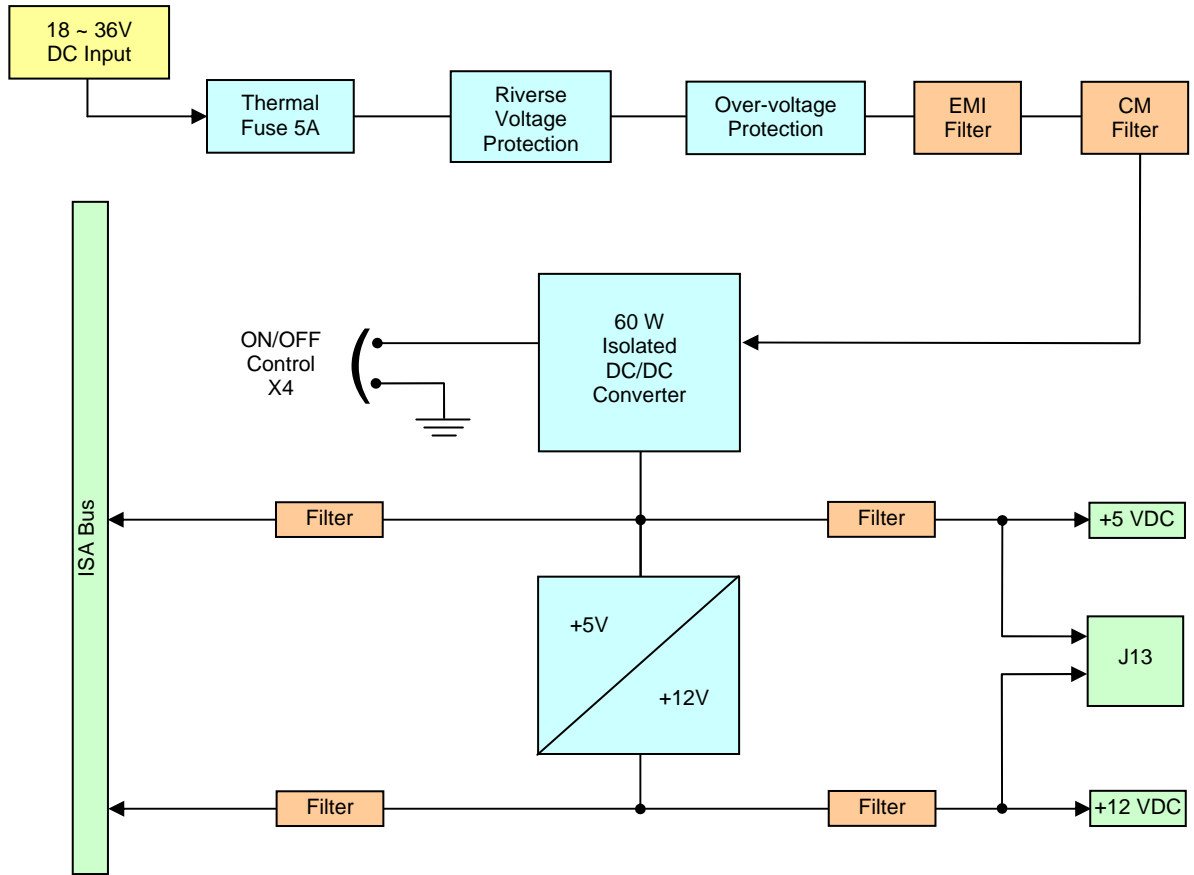 18 ~ 36V
DC Input
Thermal
Fuse 5A
Riverse
Voltage
Protection
Over-voltage
Protection
EMI
Filter
CM
Filter
ON/OFF
Control
X4
60 W
Isolated
DC/DC
Converter
ISA Bus
Filter
Filter
+5 VDC
+5V
+12V
J13
Filter
Filter
+12 VDC